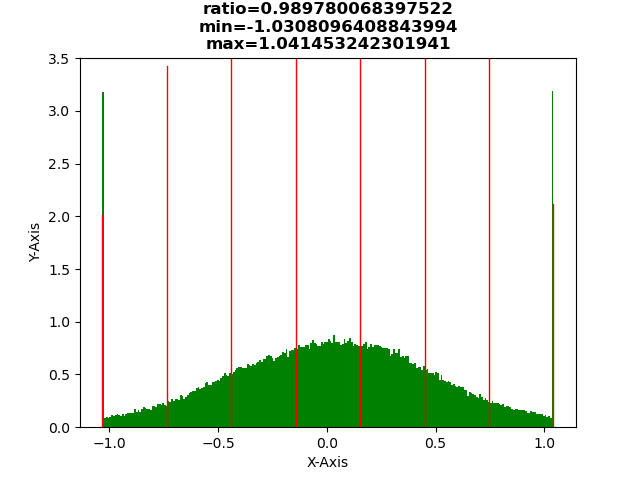 ratio=0.989780068397522
min=-1.0308096408843994
max=1.041453242301941
3.5
3.0
2.5
2.0
1.5
1.0
0.5
0.0
Y-Axis
−1.0 −0.5 0.0 0.5 1.0
X-Axis